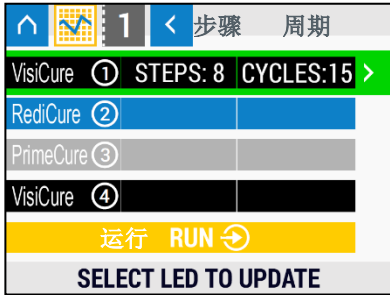 1 < 步骤 周期
VisiCure ① STEPS: 8 CYCLES:15 >
RediCure ②
PrimeCure ③
VisiCure ④
运行 RUN
SELECT LED TO UPDATE